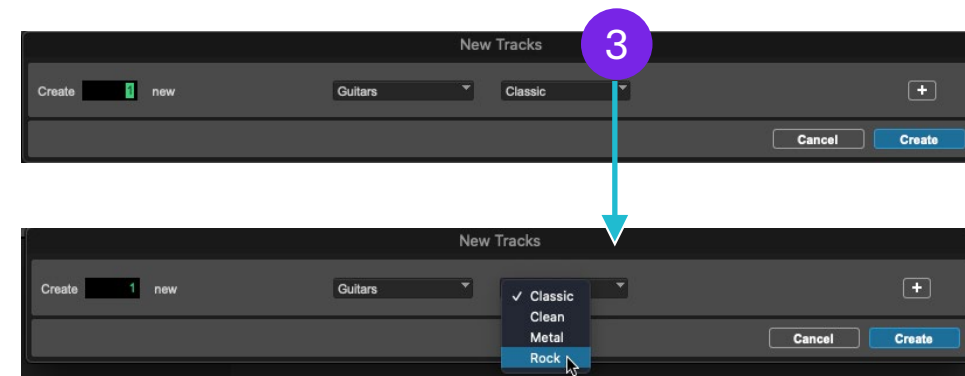 New Tracks
3
Create 1 new Guitars Classic +
Cancel Create
New Tracks
Create 1 new Guitars +
Classic
Clean
Metal
Rock
Cancel Create